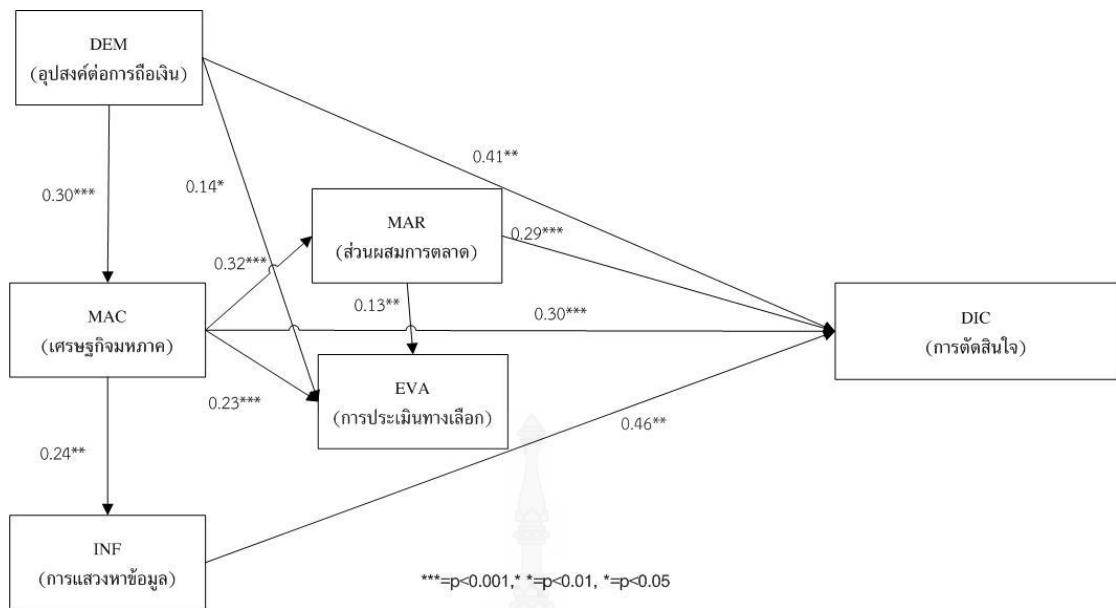 DEM
(อุปสงค์ต่อการถือเงิน)
0.41**
0.30***
0.14*
MAR
(ส่วนผสมการตลาด)
0.29***
0.32***
MAC
(เศรษฐกิจมหภาค)
0.13**
0.30***
DIC
(การตัดสินใจ)
EVA
(การประเมินทางเลือก)
0.23***
0.46**
0.24**
INF
(การแสวงหาข้อมูล)
***=p<0.001,* *=p<0.01, *=p<0.05